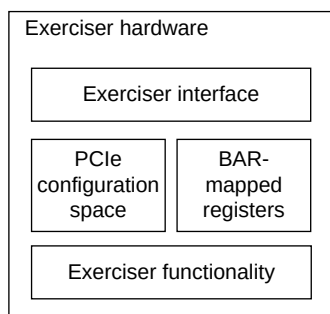 Exerciser hardware
Exerciser interface
PCIe
configuration
space
BAR-
mapped
registers
Exerciser functionality